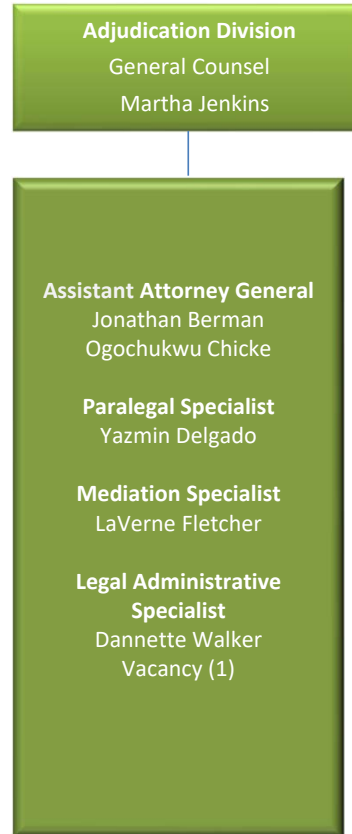 Adjudication Division
General Counsel
Martha Jenkins
Assistant Attorney General
Jonathan Berman
Ogochukwu Chicke
Paralegal Specialist
Yazmin Delgado
Mediation Specialist
LaVerne Fletcher
Legal Administrative
Specialist
Dannette Walker
Vacancy (1)